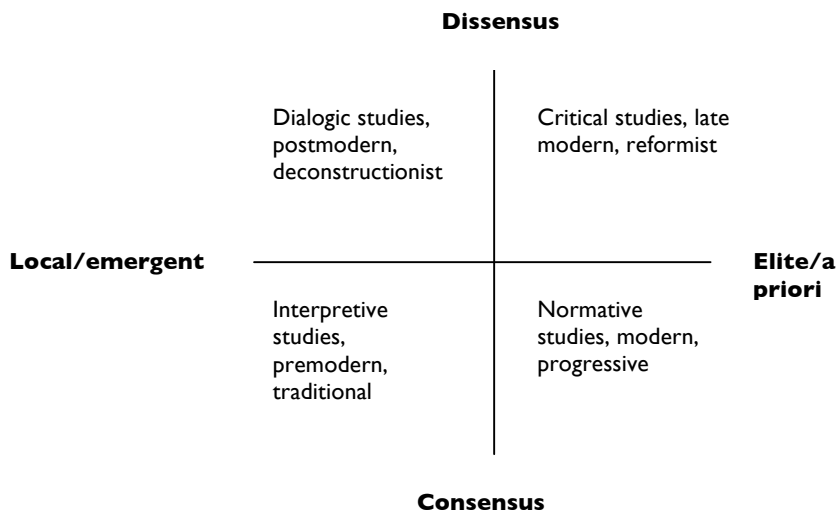 Dissensus
Dialogic studies,
postmodern,
deconstructionist
Critical studies, late
modern, reformist
Local/emergent
Elite/a
priori
Interpretive
studies,
premodern,
traditional
Normative
studies, modern,
progressive
Consensus